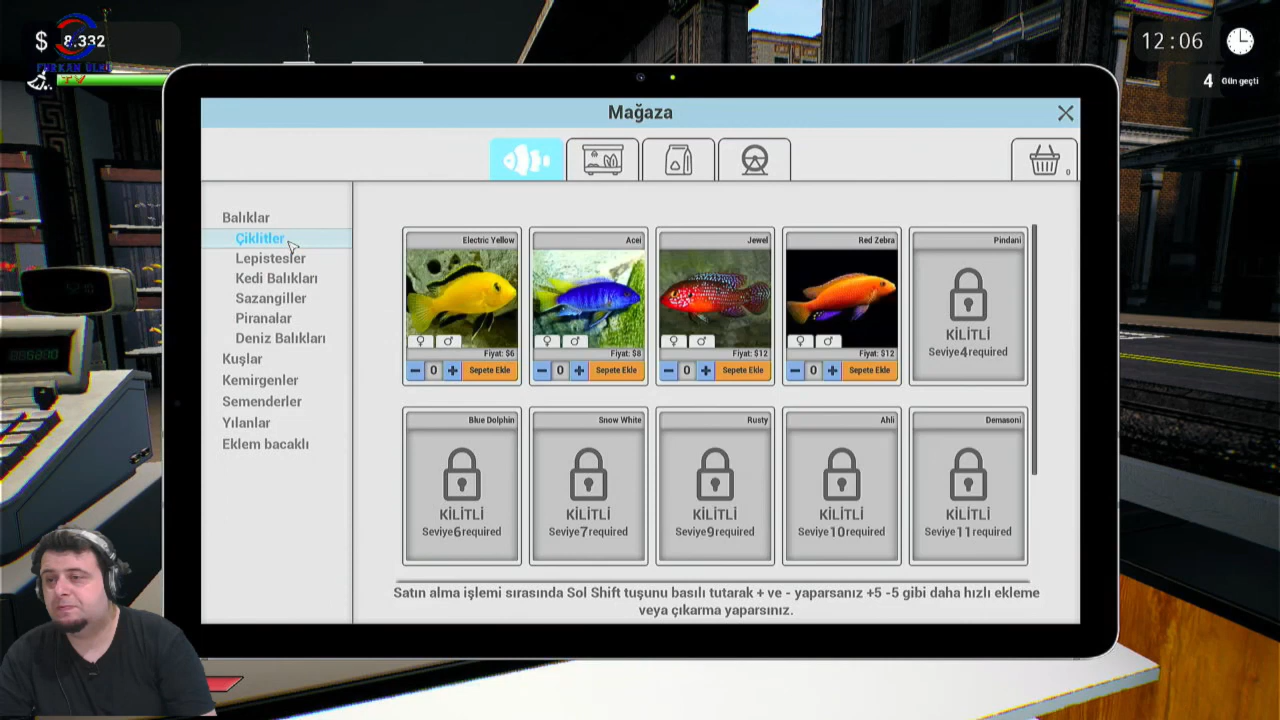 $ 8.332
FURKAN ÜLKER
TV
12:06
4 Gün geçti
Mağaza
0
Balıklar
Çiklitler
Lepistesler
Kedi Balıkları
Sazangiller
Piranalar
Deniz Balıkları
Kuşlar
Kemirgenler
Semenderler
Yılanlar
Eklem bacaklı
Electric Yellow
Fiyat: $6
0 Sepete Ekle
Acei
Fiyat: $8
0 Sepete Ekle
Jewel
Fiyat: $12
0 Sepete Ekle
Red Zebra
Fiyat: $12
0 Sepete Ekle
Pindani
KİLİTLİ
Seviye4required
Blue Dolphin
KİLİTLİ
Seviye6required
Snow White
KİLİTLİ
Seviye7required
Rusty
KİLİTLİ
Seviye9required
Ahli
KİLİTLİ
Seviye10required
Demasoni
KİLİTLİ
Seviye11required
Satın alma işlemi sırasında Sol Shift tuşunu basılı tutarak + ve - yaparsanız +5 -5 gibi daha hızlı ekleme
veya çıkarma yaparsınız.